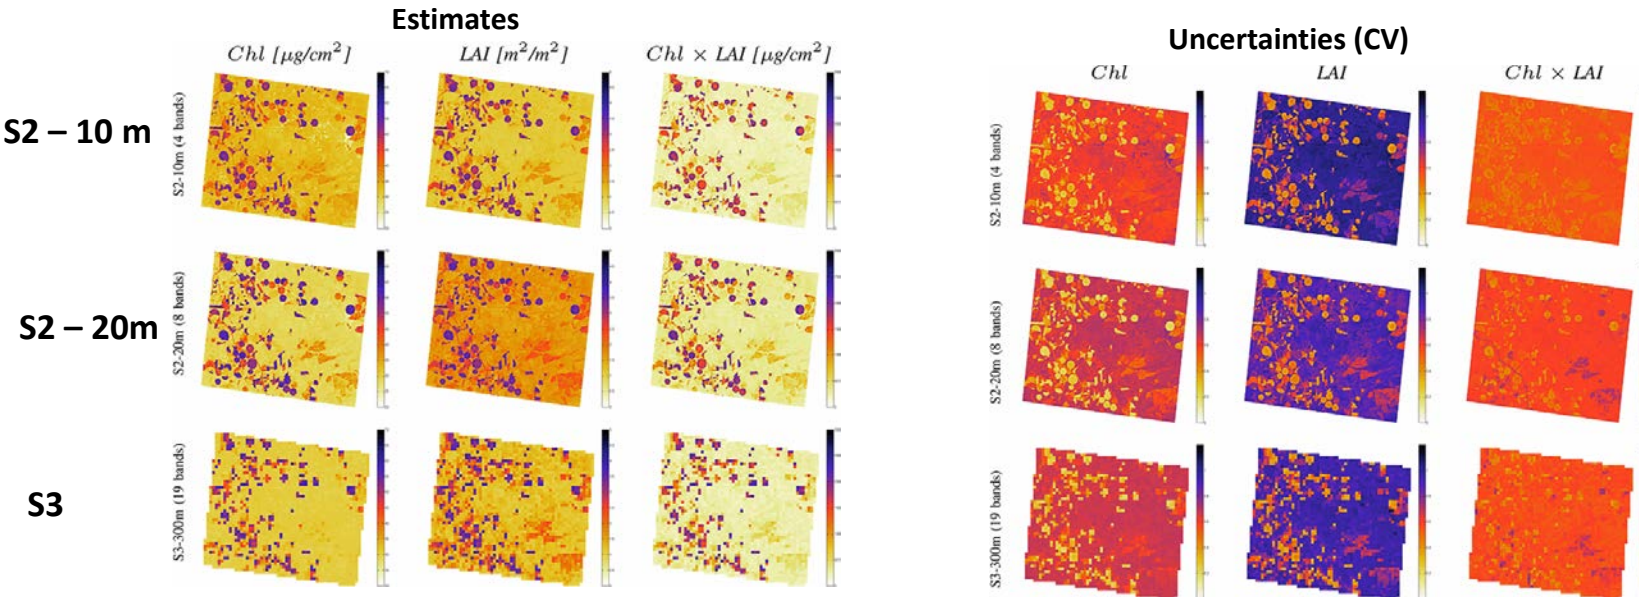 Estimates
Uncertainties (CV)
Chl [μg/cm²]
LAI [m²/m²]
Chl × LAI [μg/cm²]
Chl
LAI
Chl × LAI
S2 – 10 m
S2-10m (4 bands)
S2-10m (4 bands)
S2 – 20m
S2-20m (8 bands)
S2-20m (8 bands)
S3
S3-300m (19 bands)
S3-300m (19 bands)